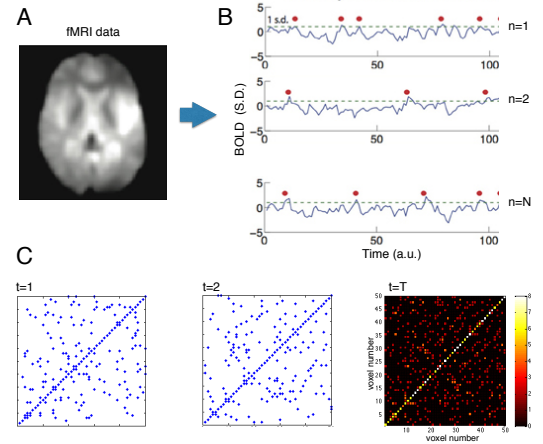 A
fMRI data
B
BOLD (S.D.)
5
1 s.d.
0
−5
0
50
100
n=1
5
0
−5
0
50
100
n=2
5
0
−5
0
50
100
n=N
Time (a.u.)
C
t=1
t=2
t=T
voxel number
50
45
40
35
30
25
20
15
10
5
10
20
30
40
50
voxel number
8
7
6
5
4
3
2
1
0